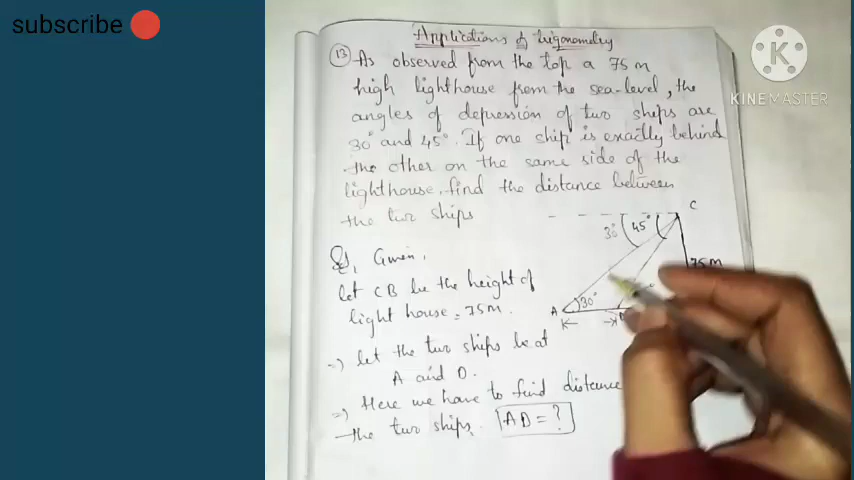 subscribe
Applications of trigonometry
KINEMASTER
13 As observed from the top a 75 m
high lighthouse from the sea-level, the
angles of depression of two ships are
30° and 45°. If one ship is exactly behind
the other on the same side of the
lighthouse, find the distance between
the two ships
C
30° 45°
75m
A 30° D
Given,
let CB be the height of
light house = 75m.
=> let the two ships be at
A and D.
=> Here we have to find distance
the two ships. AD = ?